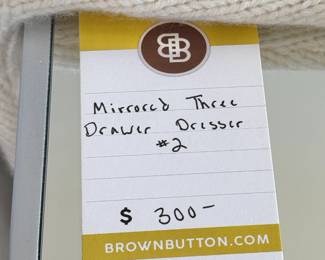 BB
Mirrored Three
Drawer Dresser
#2
$ 300-
BROWNBUTTON.COM